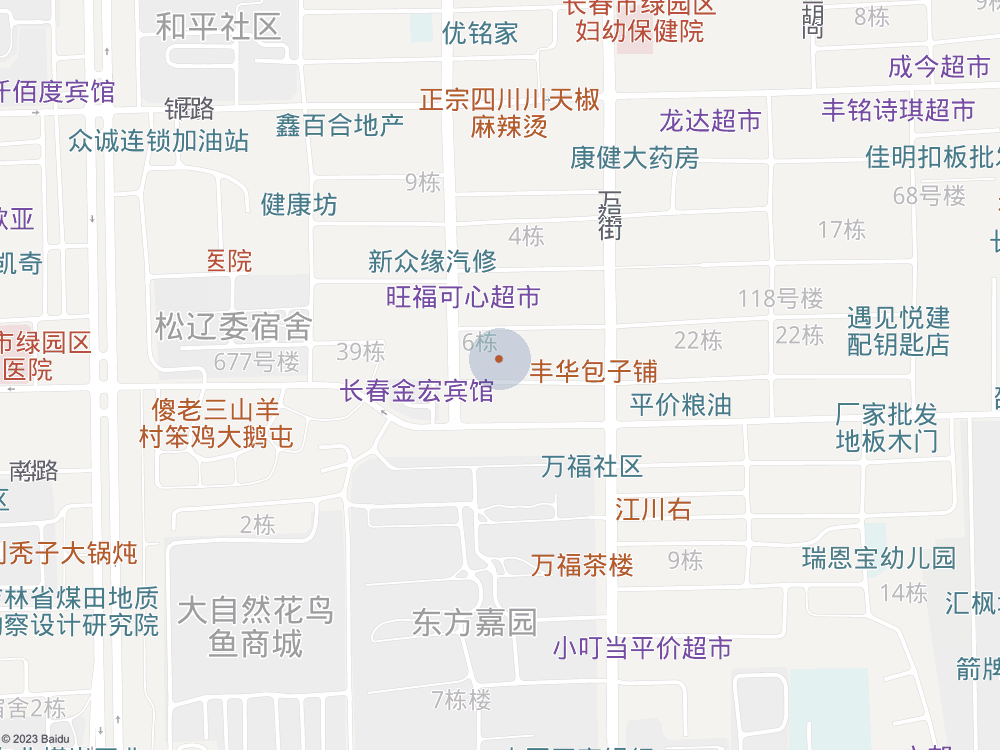 长春市绿园区
妇幼保健院
和平社区
优铭家
8栋
成今超市
仟佰度宾馆
正宗四川川天椒
麻辣烫
锦西路
丰铭诗琪超市
龙达超市
鑫百合地产
众诚连锁加油站
康健大药房
佳明扣板批发
9栋
68号楼
健康坊
万福街
17栋
4栋
欧亚
凯奇
医院
新众缘汽修
旺福可心超市
118号楼
松辽委宿舍
遇见悦建
配钥匙店
6栋
22栋
22栋
市绿园区
医院
39栋
677号楼
丰华包子铺
长春金宏宾馆
平价粮油
傻老三山羊
村笨鸡大鹅炖
厂家批发
地板木门
万福社区
区
江川右
2栋
秃子大锅炖
万福茶楼
9栋
瑞恩宝幼儿园
14栋
吉林省煤田地质
勘察设计研究院
大自然花鸟
鱼商城
东方嘉园
汇枫
小叮当平价超市
箭牌
7栋楼
宿舍2栋
© 2023 Baidu